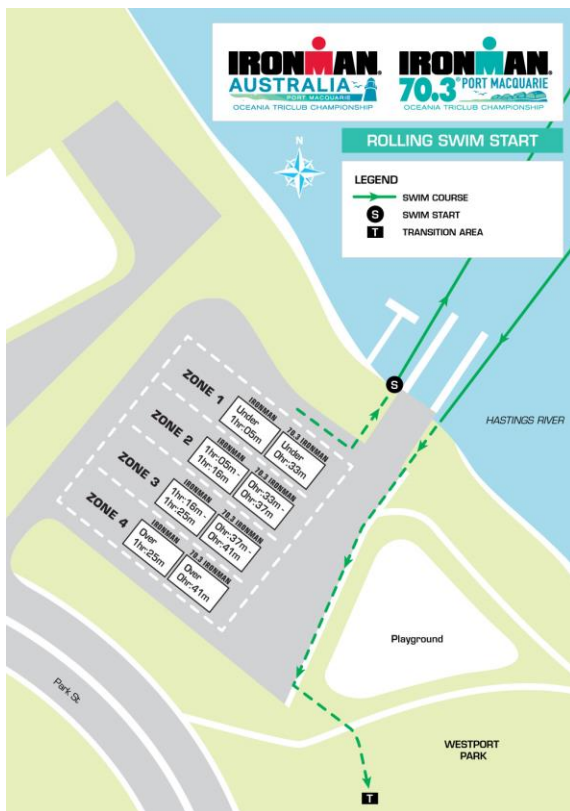 IRONMAN®
AUSTRALIA
PORT MACQUARIE
OCEANIA TRICLUB CHAMPIONSHIP
IRONMAN®
70.3® PORT MACQUARIE
OCEANIA TRICLUB CHAMPIONSHIP
ROLLING SWIM START
N
LEGEND
SWIM COURSE
S SWIM START
T TRANSITION AREA
S
HASTINGS RIVER
ZONE 1
IRONMAN
Under
1hr:05m
70.3 IRONMAN
Under
0hr:33m
ZONE 2
IRONMAN
1hr:05m -
1hr:16m
70.3 IRONMAN
0hr:33m -
0hr:37m
ZONE 3
IRONMAN
1hr:16m -
1hr:25m
70.3 IRONMAN
0hr:37m -
0hr:41m
ZONE 4
IRONMAN
Over
1hr:25m
70.3 IRONMAN
Over
0hr:41m
Playground
Park St
WESTPORT
PARK
T